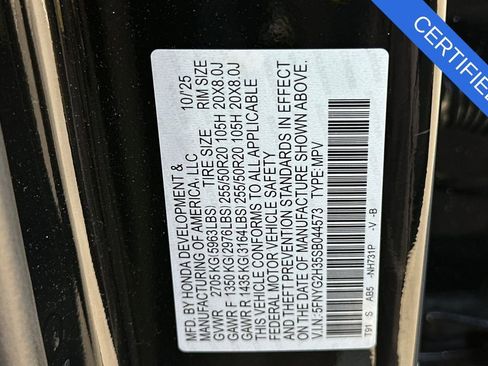 CERTIFIE
MFD. BY HONDA DEVELOPMENT & 10/25
MANUFACTURING OF AMERICA, LLC
TIRE SIZE RIM SIZE
GVWR 2705 KG(5963LBS)
GAWR F 1350 KG(2976LBS) 255/50R20 105H 20X8.0J
GAWR R 1435 KG(3164LBS) 255/50R20 105H 20X8.0J
THIS VEHICLE CONFORMS TO ALL APPLICABLE
FEDERAL MOTOR VEHICLE SAFETY
AND THEFT PREVENTION STANDARDS IN EFFECT
ON THE DATE OF MANUFACTURE SHOWN ABOVE.
V.I.N.: 5FNYG2H35SB044573 TYPE: MPV
T91 S AB5 -NH731P -V -B